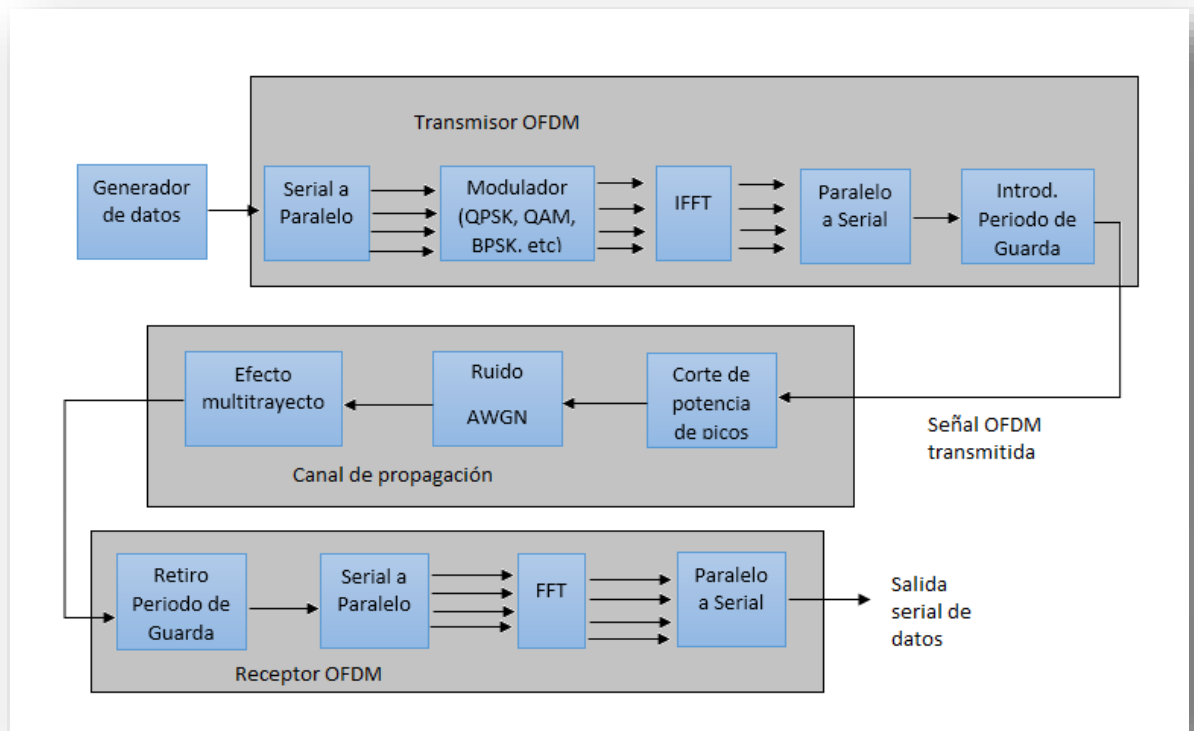 Transmisor OFDM
Generador
de datos
Serial a
Paralelo
Modulador
(QPSK, QAM,
BPSK. etc)
IFFT
Paralelo
a Serial
Introd.
Periodo de
Guarda
Efecto
multitrayecto
Ruido
AWGN
Corte de
potencia
de picos
Señal OFDM
transmitida
Canal de propagación
Retiro
Periodo de
Guarda
Serial a
Paralelo
FFT
Paralelo
a Serial
Salida
serial de
datos
Receptor OFDM